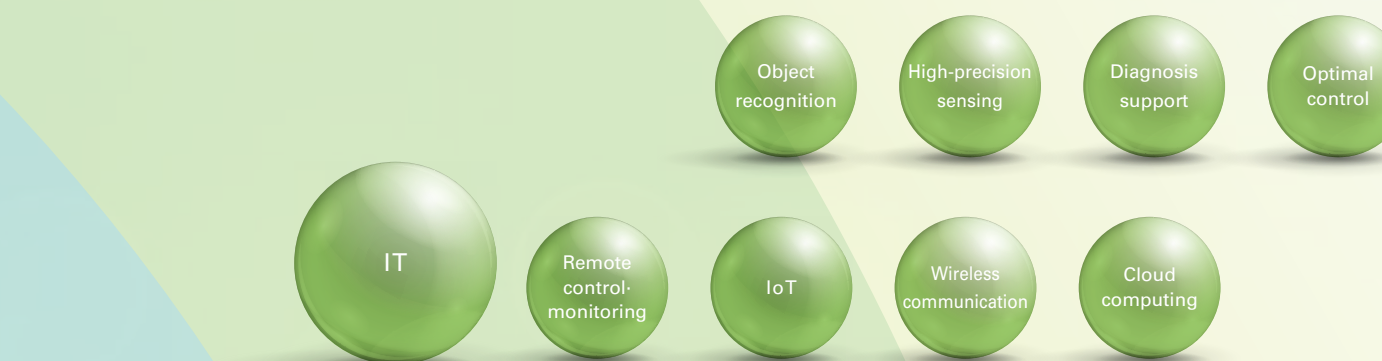 Object
recognition
High-precision
sensing
Diagnosis
support
Optimal
control
IT
Remote
control·
monitoring
IoT
Wireless
communication
Cloud
computing